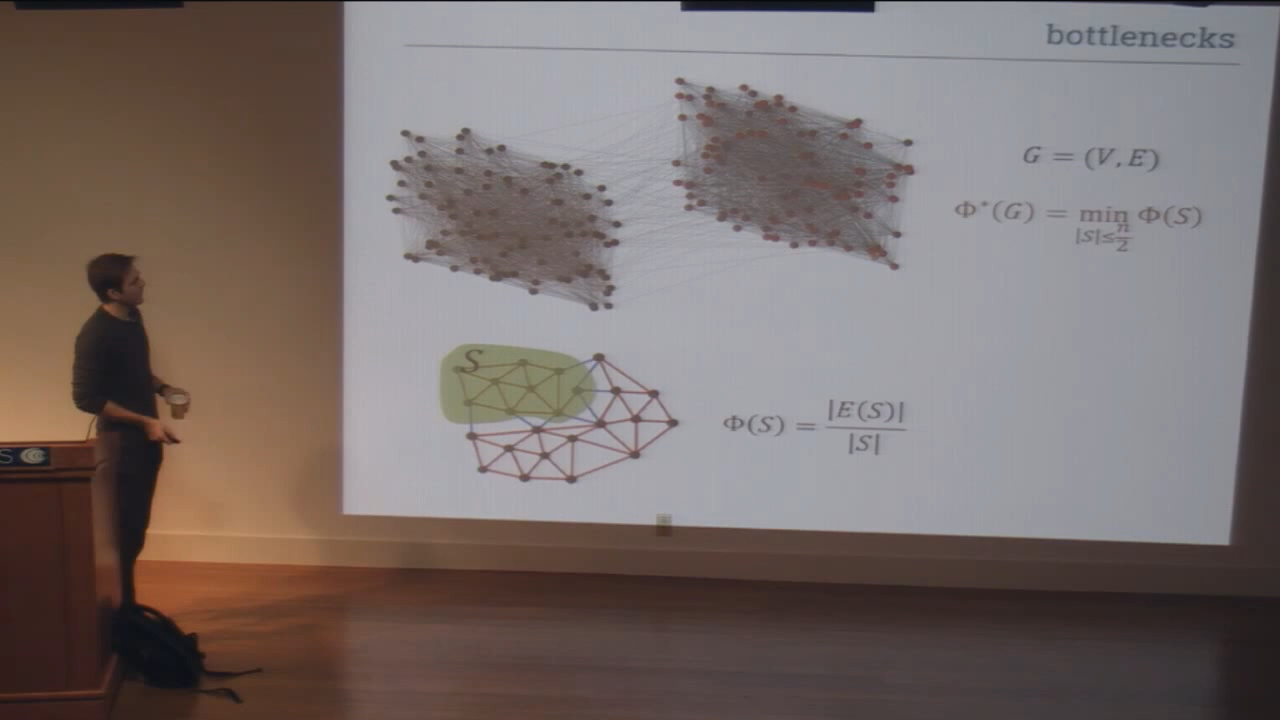 bottlenecks
G = (V, E)
Φ*(G) = min Φ(S)
|S|≤n/2
S
Φ(S) = |E(S)|
|S|
S